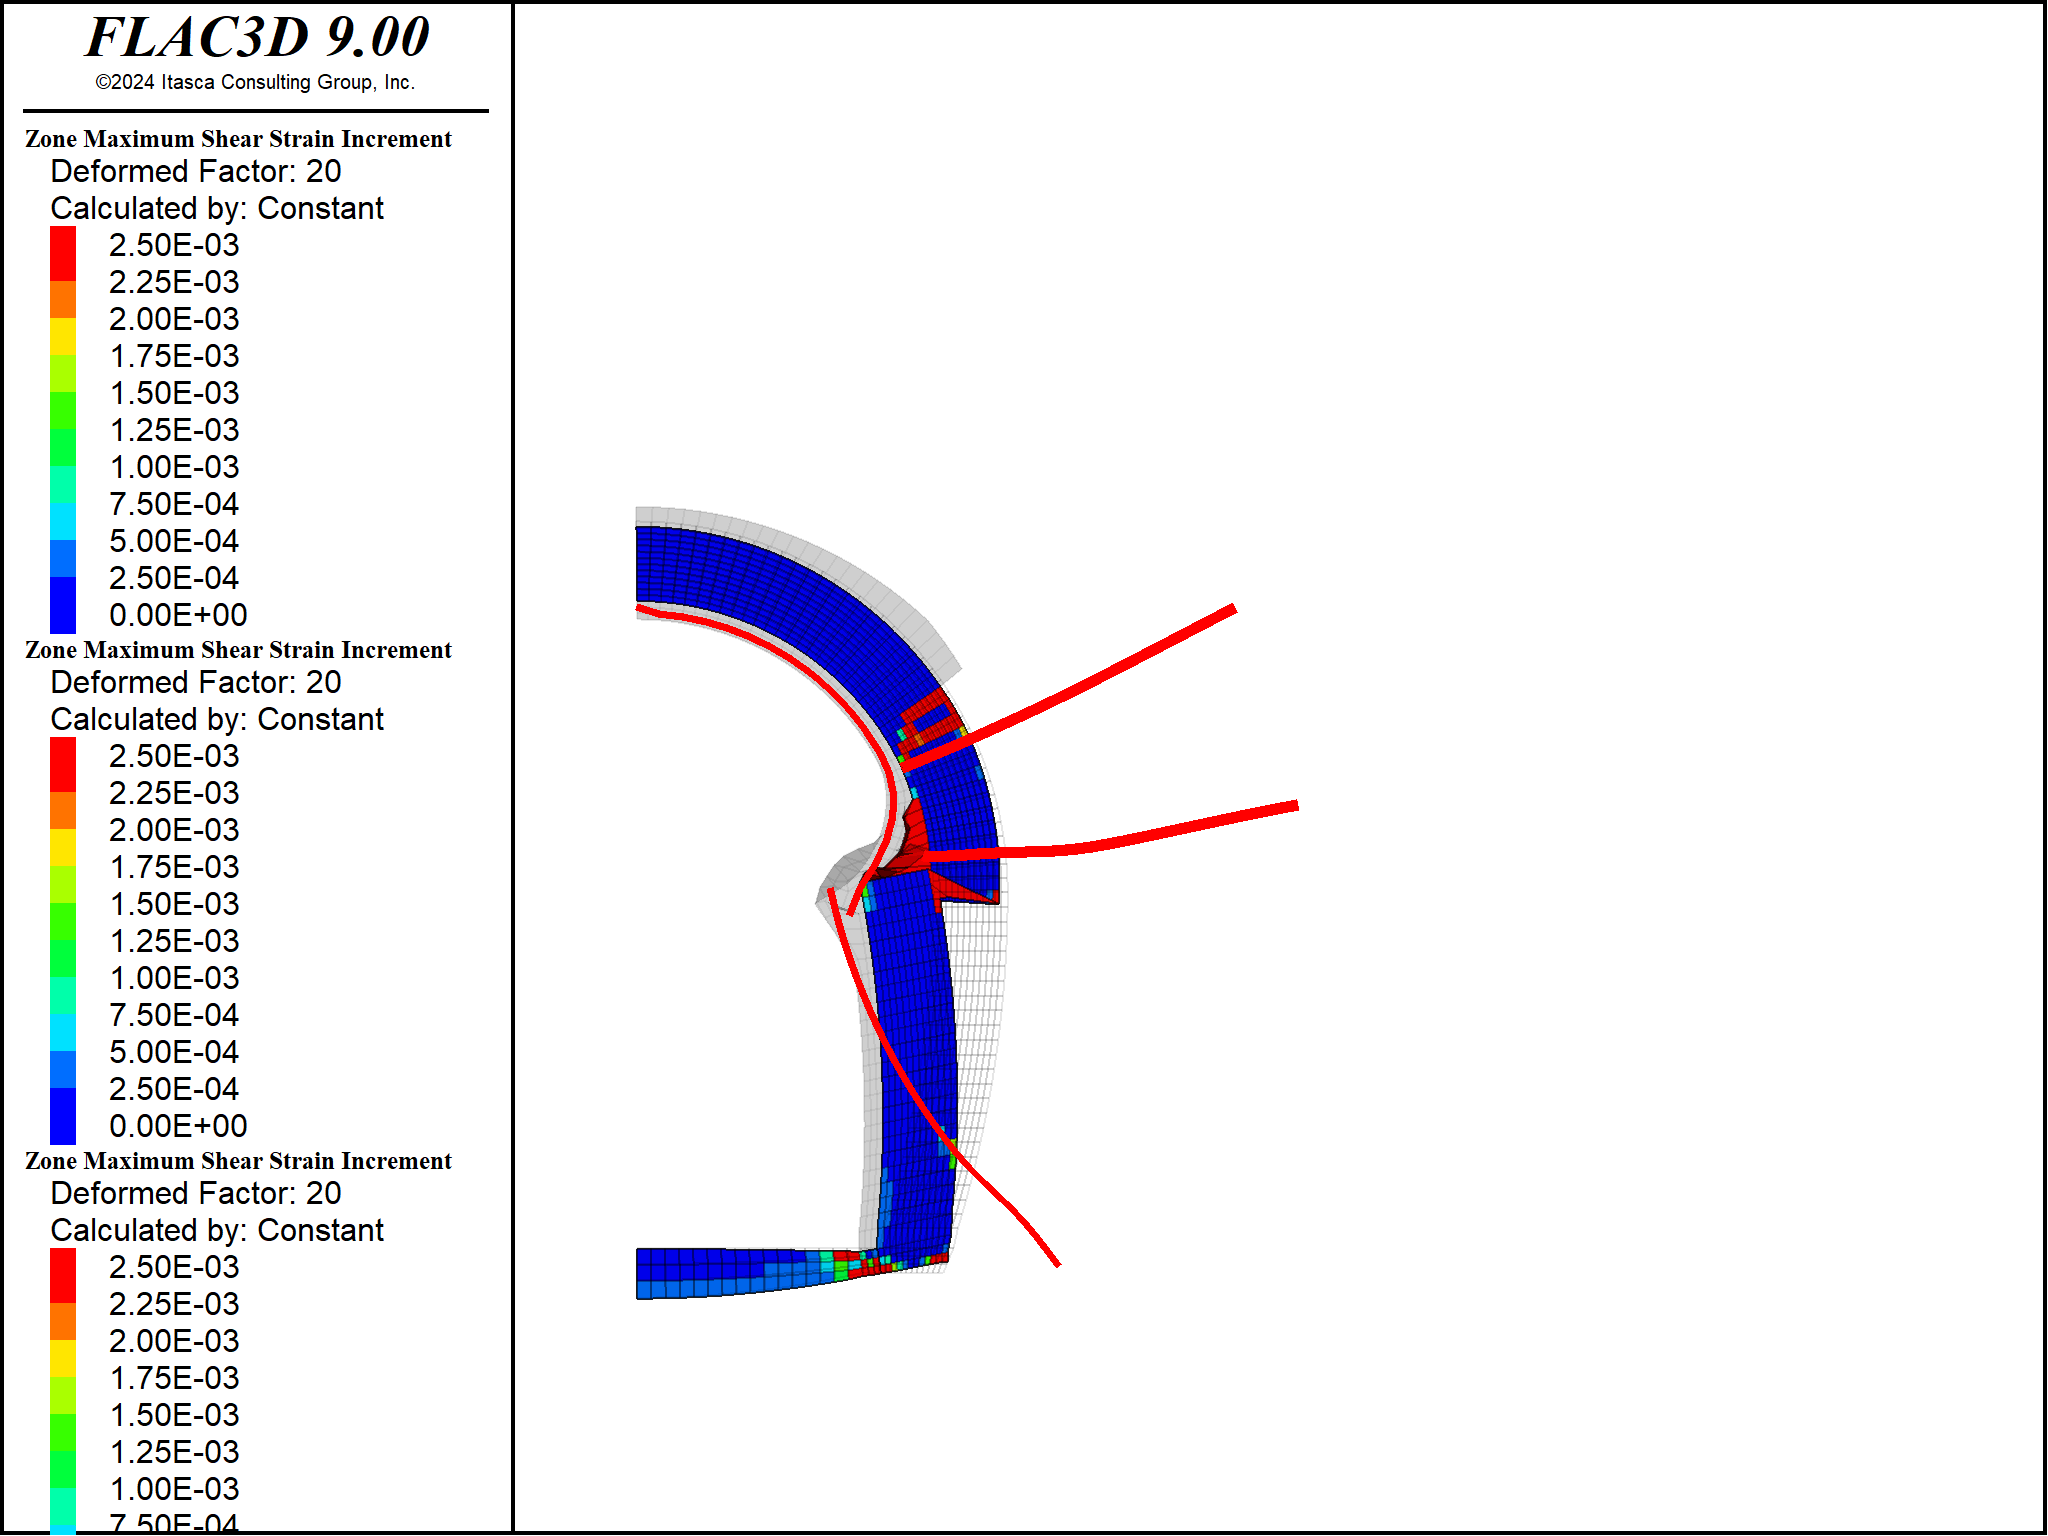 FLAC3D 9.00
©2024 Itasca Consulting Group, Inc.
Zone Maximum Shear Strain Increment
Deformed Factor: 20
Calculated by: Constant
2.50E-03
2.25E-03
2.00E-03
1.75E-03
1.50E-03
1.25E-03
1.00E-03
7.50E-04
5.00E-04
2.50E-04
0.00E+00
Zone Maximum Shear Strain Increment
Deformed Factor: 20
Calculated by: Constant
2.50E-03
2.25E-03
2.00E-03
1.75E-03
1.50E-03
1.25E-03
1.00E-03
7.50E-04
5.00E-04
2.50E-04
0.00E+00
Zone Maximum Shear Strain Increment
Deformed Factor: 20
Calculated by: Constant
2.50E-03
2.25E-03
2.00E-03
1.75E-03
1.50E-03
1.25E-03
1.00E-03
7.50E-04